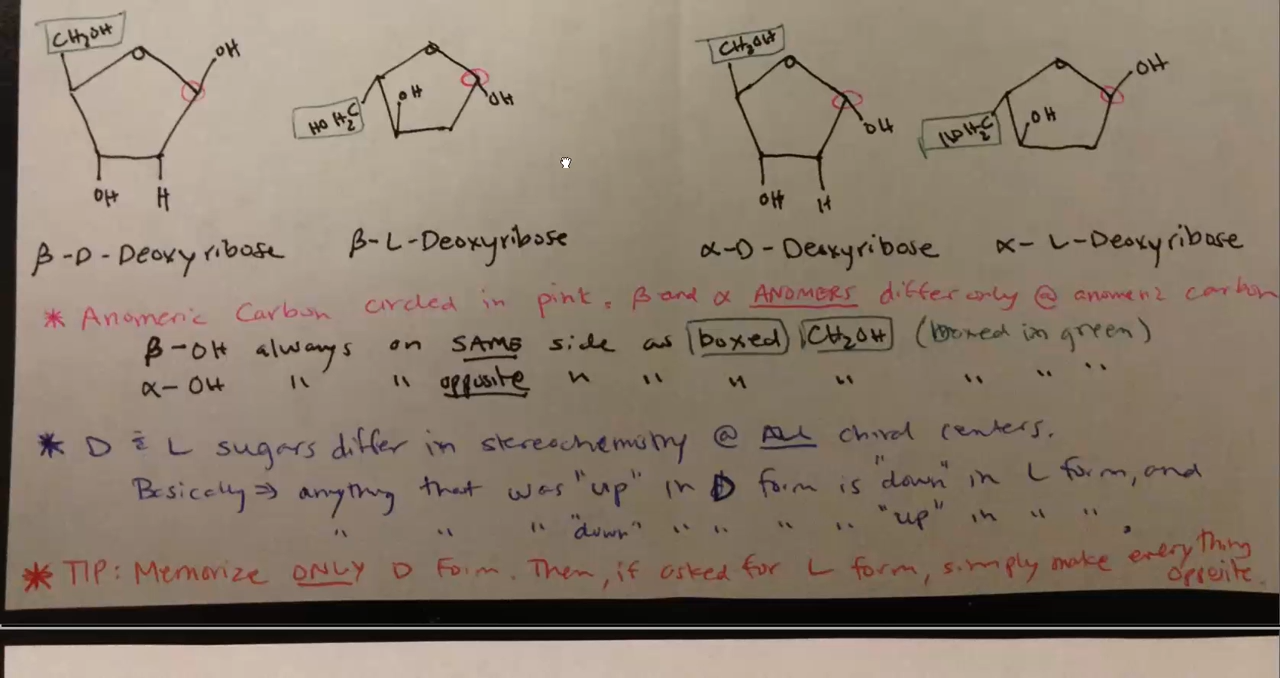 CH₂OH O OH
OH H
O
HOH₂C OH OH
CH₂OH O
OH
OH H
O OH
HOH₂C OH
β-D-Deoxyribose β-L-Deoxyribose α-D-Deoxyribose α-L-Deoxyribose
* Anomeric Carbon circled in pink. β and α ANOMERS differ only @ anomeric carbon
β-OH always on SAME side as boxed CH₂OH (boxed in green)
α-OH " " opposite " " " " " " "
* D & L sugars differ in stereochemistry @ ALL chiral centers.
Basically ⇒ anything that was "up" in D form is "down" in L form, and
" " " "down" " " " " "up" in " "
* TIP: Memorize ONLY D Form. Then, if asked for L form, simply make everything
opposite.